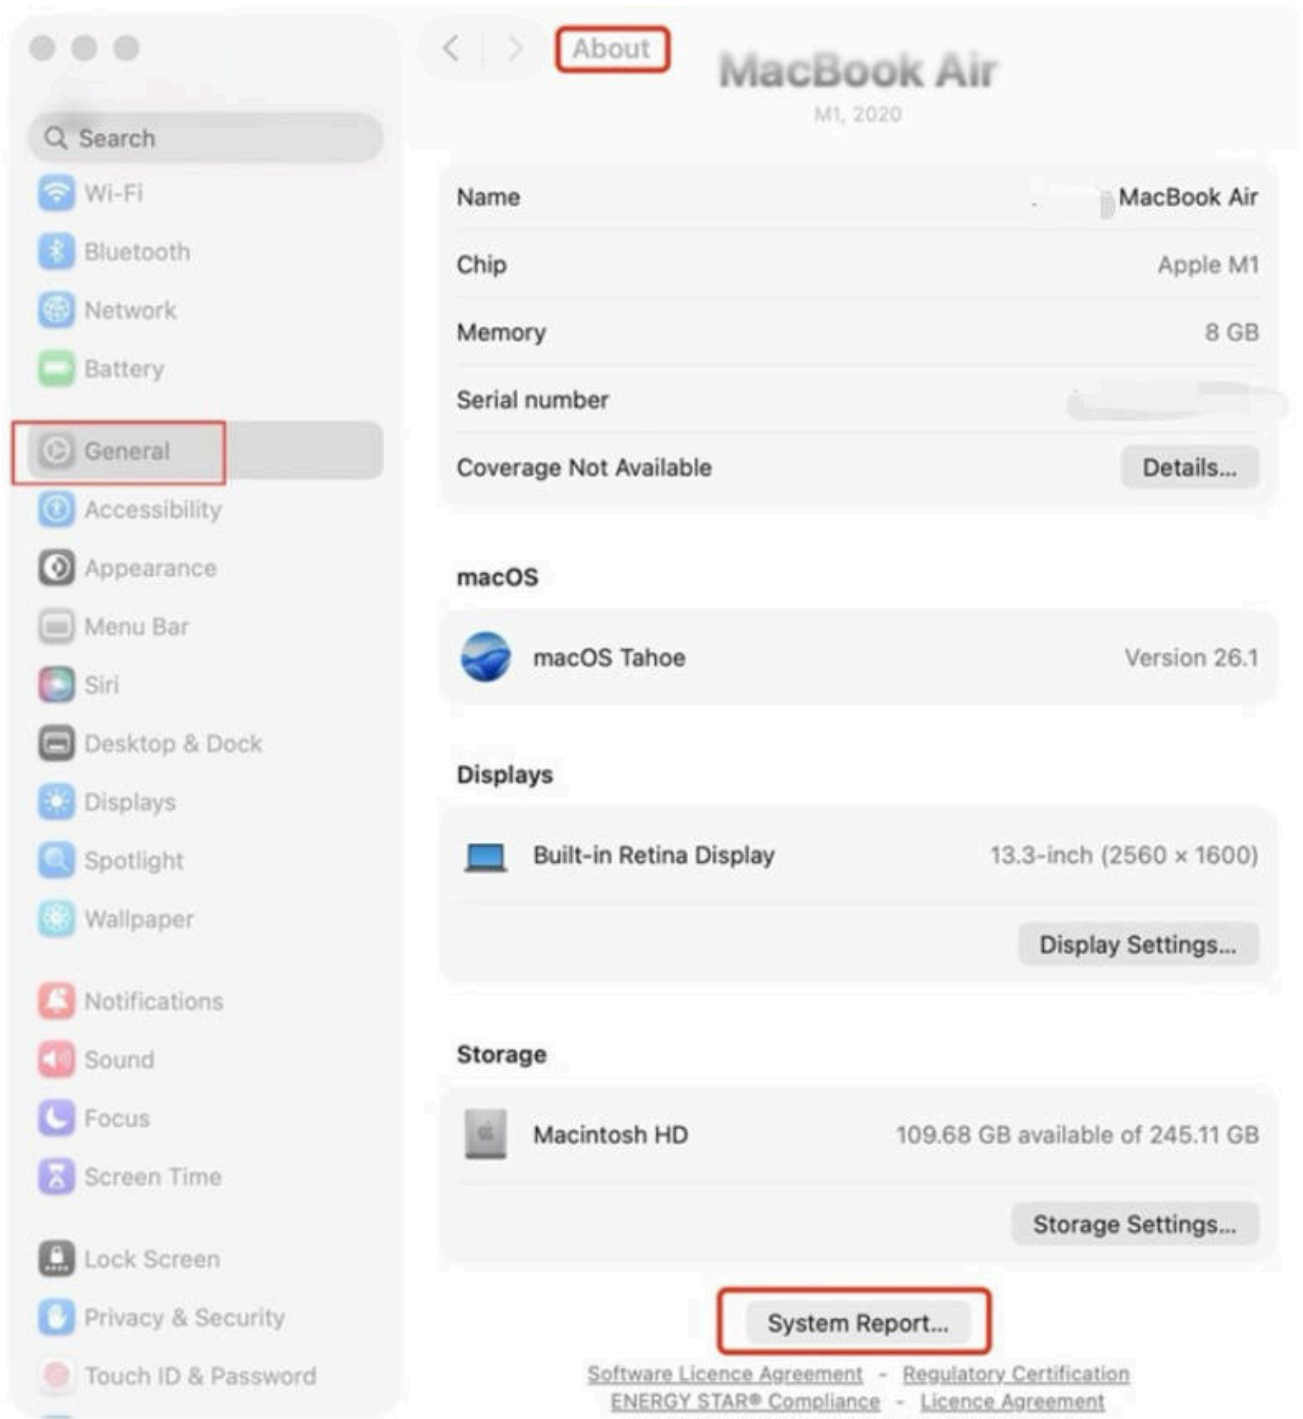 About
MacBook Air
M1, 2020
Search
Wi-Fi
Bluetooth
Network
Battery
General
Accessibility
Appearance
Menu Bar
Siri
Desktop & Dock
Displays
Spotlight
Wallpaper
Notifications
Sound
Focus
Screen Time
Lock Screen
Privacy & Security
Touch ID & Password
Name MacBook Air
Chip Apple M1
Memory 8 GB
Serial number
Coverage Not Available Details...
macOS
macOS Tahoe Version 26.1
Displays
Built-in Retina Display 13.3-inch (2560 × 1600)
Display Settings...
Storage
Macintosh HD 109.68 GB available of 245.11 GB
Storage Settings...
System Report...
Software Licence Agreement - Regulatory Certification
ENERGY STAR® Compliance - Licence Agreement